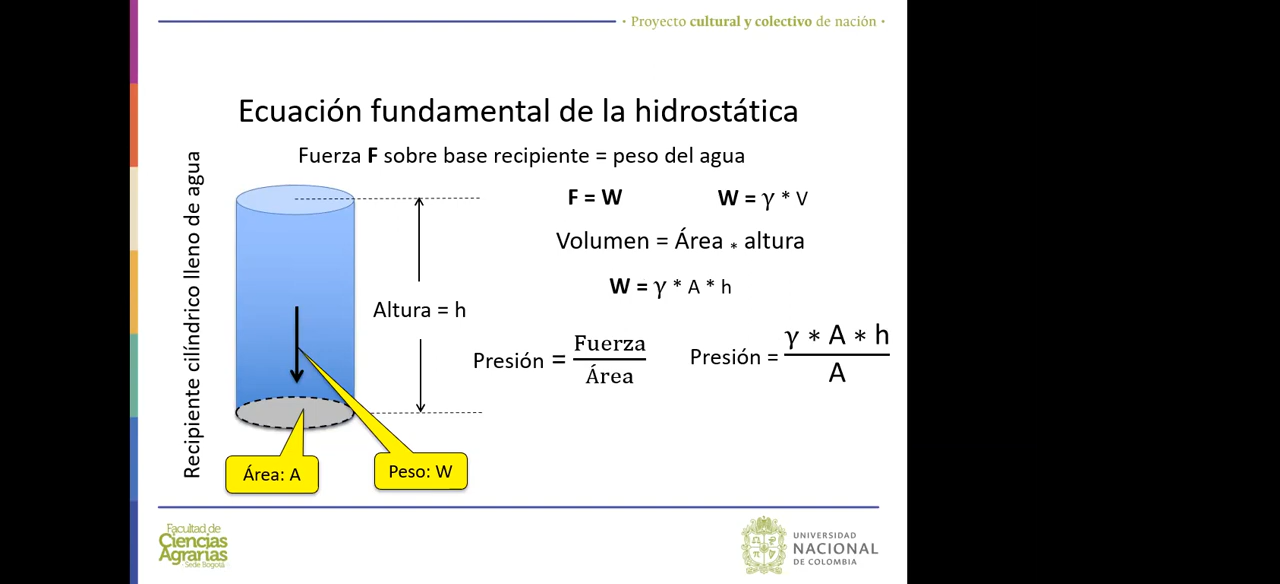 · Proyecto cultural y colectivo de nación ·
Ecuación fundamental de la hidrostática
Fuerza F sobre base recipiente = peso del agua
Recipiente cilíndrico lleno de agua
F = W
W = γ * V
Volumen = Área * altura
W = γ * A * h
Altura = h
Presión = Fuerza / Área
Presión = γ * A * h / A
Área: A
Peso: W
Facultad de
Ciencias
Agrarias
Sede Bogotá
UNIVERSIDAD
NACIONAL
DE COLOMBIA